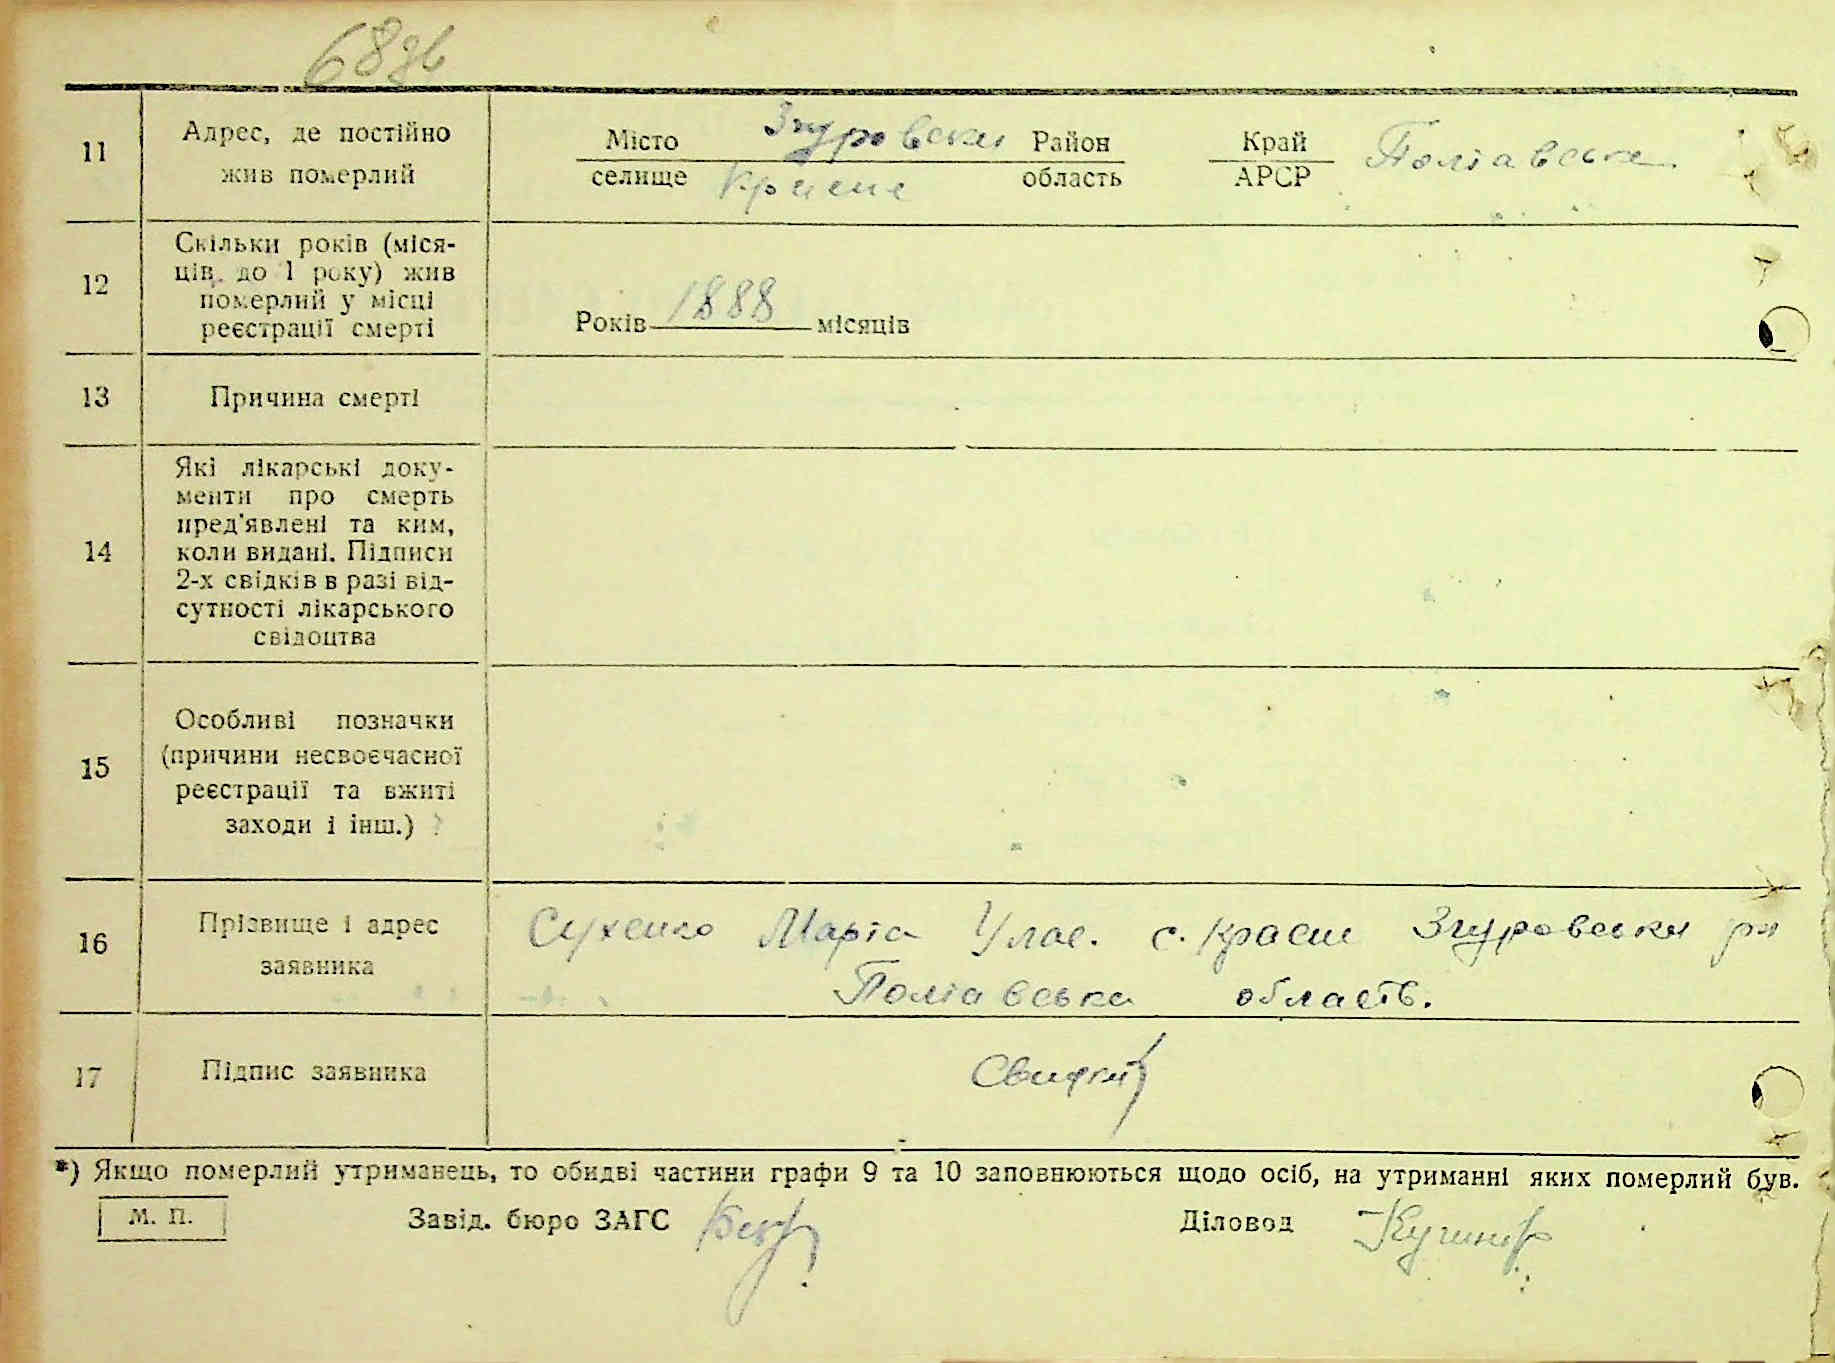 68зв
11 Адрес, де постійно жив померлий Місто Згуровськи Район Край Полтавська
селище Красне область АРСР
12 Скільки років (міся-
ців до 1 року) жив
померлий у місці
реєстрації смерті
Років 1888 місяців
13 Причина смерті
14 Які лікарські доку-
менти про смерть
пред'явлені та ким,
коли видані. Підписи
2-х свідків в разі від-
сутності лікарського
свідоцтва
15 Особливі позначки
(причини несвоєчасної
реєстрації та вжиті
заходи і інш.)
16 Прізвище і адрес
заявника
Сухенко Марія Улас. с. Красне Згуровськи рн
Полтавська область.
17 Підпис заявника
*) Якщо померлий утриманець, то обидві частини графи 9 та 10 заповнюються щодо осіб, на утриманні яких померлий був.
М. П. Завід. бюро ЗАГС Діловод Кушнір